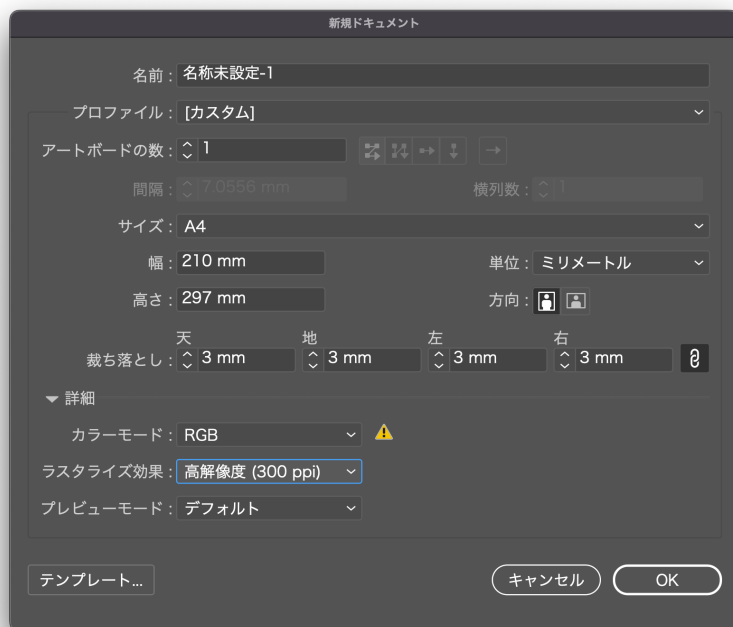 新規ドキュメント
名前 : 名称未設定-1
プロファイル : [カスタム]
アートボードの数 : 1
間隔 : 7.0556 mm 横列数 : 1
サイズ : A4
幅 : 210 mm 単位 : ミリメートル
高さ : 297 mm 方向 :
天 地 左 右
裁ち落とし : 3 mm 3 mm 3 mm 3 mm
詳細
カラーモード : RGB
ラスタライズ効果 : 高解像度 (300 ppi)
プレビューモード : デフォルト
テンプレート... キャンセル OK